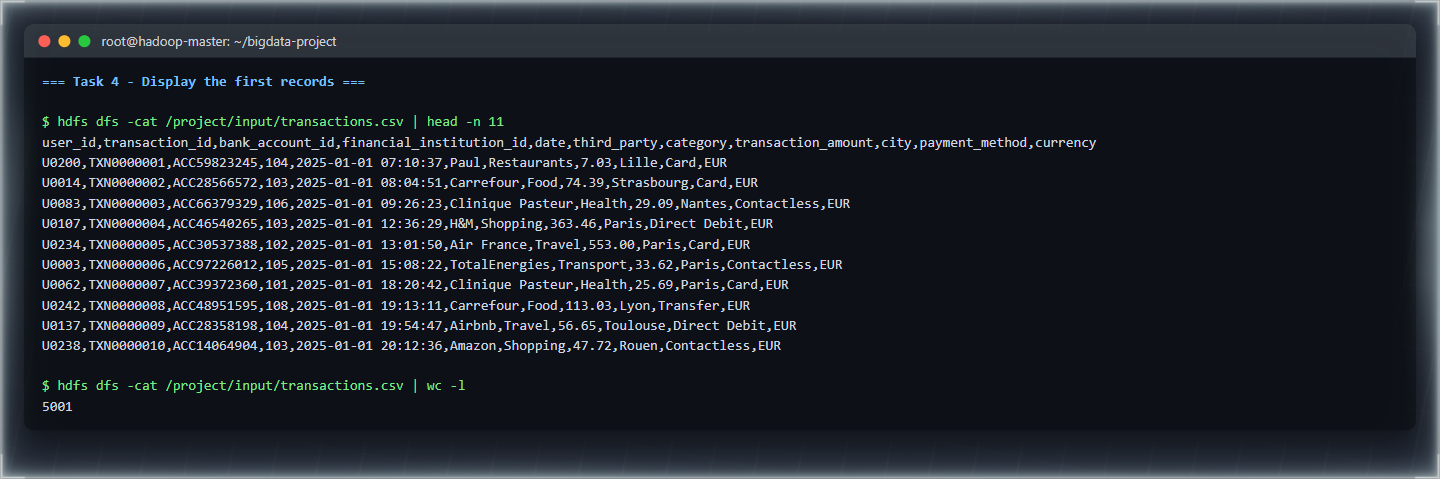 root@hadoop-master: ~/bigdata-project
=== Task 4 - Display the first records ===
$ hdfs dfs -cat /project/input/transactions.csv | head -n 11
user_id,transaction_id,bank_account_id,financial_institution_id,date,third_party,category,transaction_amount,city,payment_method,currency
U0200,TXN0000001,ACC59823245,104,2025-01-01 07:10:37,Paul,Restaurants,7.03,Lille,Card,EUR
U0014,TXN0000002,ACC28566572,103,2025-01-01 08:04:51,Carrefour,Food,74.39,Strasbourg,Card,EUR
U0083,TXN0000003,ACC66379329,106,2025-01-01 09:26:23,Clinique Pasteur,Health,29.09,Nantes,Contactless,EUR
U0107,TXN0000004,ACC46540265,103,2025-01-01 12:36:29,H&M,Shopping,363.46,Paris,Direct Debit,EUR
U0234,TXN0000005,ACC30537388,102,2025-01-01 13:01:50,Air France,Travel,553.00,Paris,Card,EUR
U0003,TXN0000006,ACC97226012,105,2025-01-01 15:08:22,TotalEnergies,Transport,33.62,Paris,Contactless,EUR
U0062,TXN0000007,ACC39372360,101,2025-01-01 18:20:42,Clinique Pasteur,Health,25.69,Paris,Card,EUR
U0242,TXN0000008,ACC48951595,108,2025-01-01 19:13:11,Carrefour,Food,113.03,Lyon,Transfer,EUR
U0137,TXN0000009,ACC28358198,104,2025-01-01 19:54:47,Airbnb,Travel,56.65,Toulouse,Direct Debit,EUR
U0238,TXN0000010,ACC14064904,103,2025-01-01 20:12:36,Amazon,Shopping,47.72,Rouen,Contactless,EUR
$ hdfs dfs -cat /project/input/transactions.csv | wc -l
5001